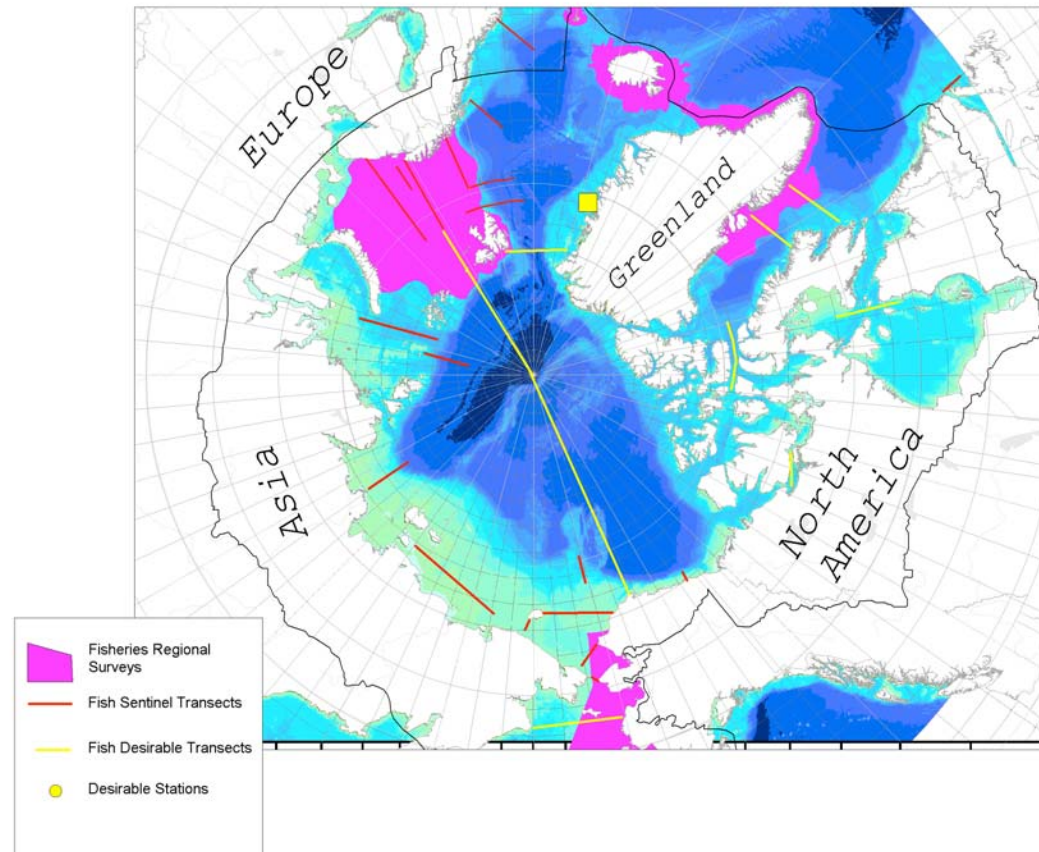 Europe
Greenland
Asia
North
America
Fisheries Regional
Surveys
Fish Sentinel Transects
Fish Desirable Transects
Desirable Stations